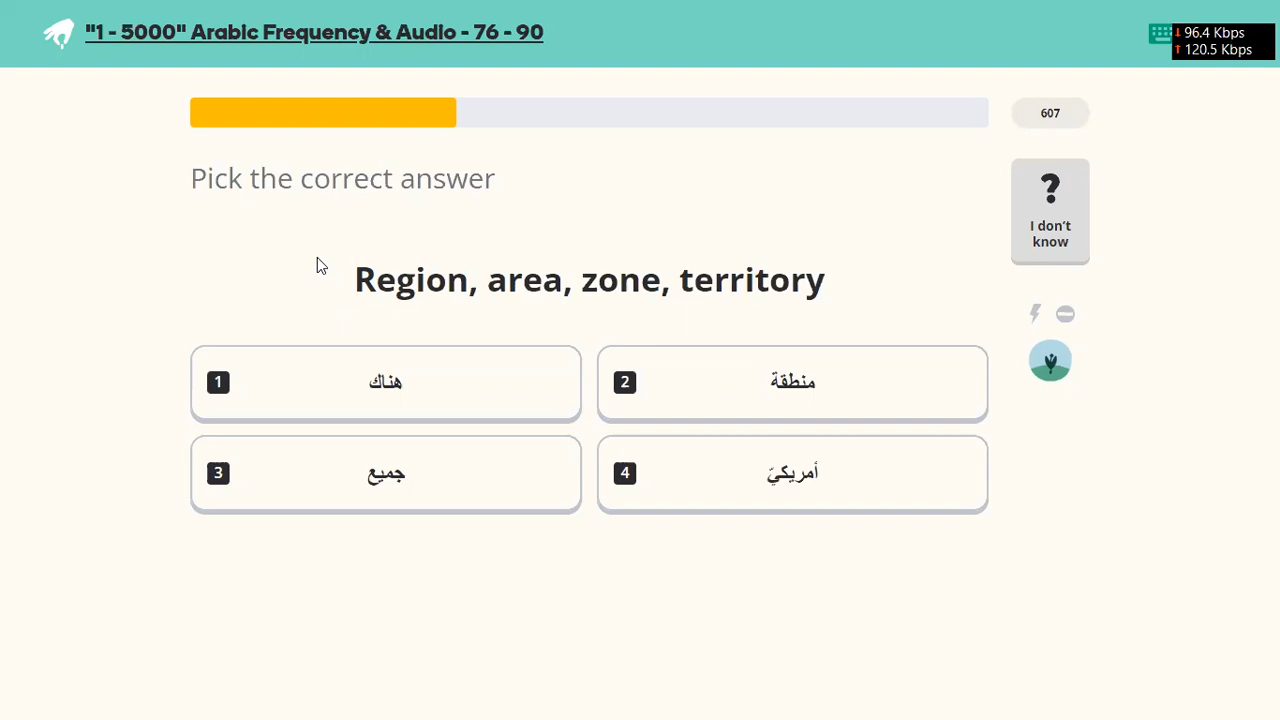 "1 - 5000" Arabic Frequency & Audio - 76 - 90
↓ 96.4 Kbps
↑ 120.5 Kbps
607
Pick the correct answer
?
I don't
know
Region, area, zone, territory
1 هناك
2 منطقة
3 جميع
4 أمريكيّ